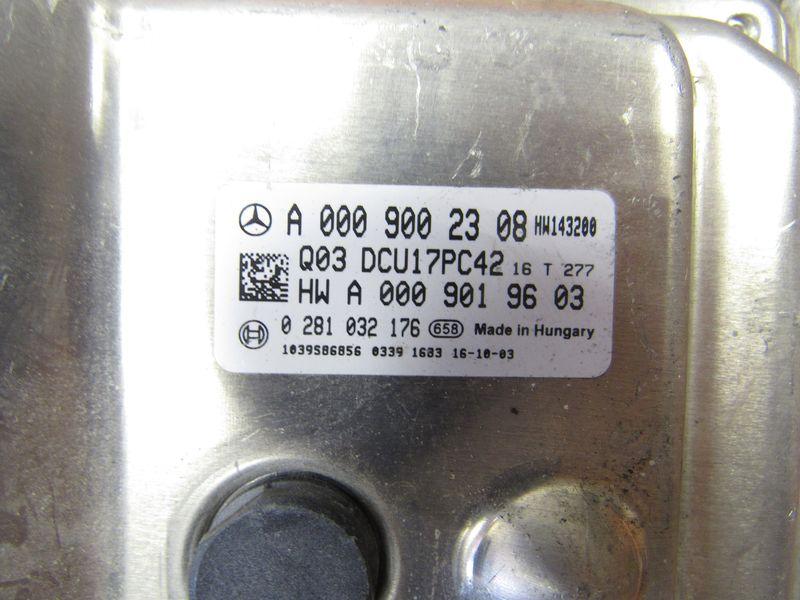 A 000 900 23 08 HW143200
Q03 DCU17PC42 16 T 277
HW A 000 901 96 03
0 281 032 176 658 Made in Hungary
1039S86856 0339 1683 16-10-03